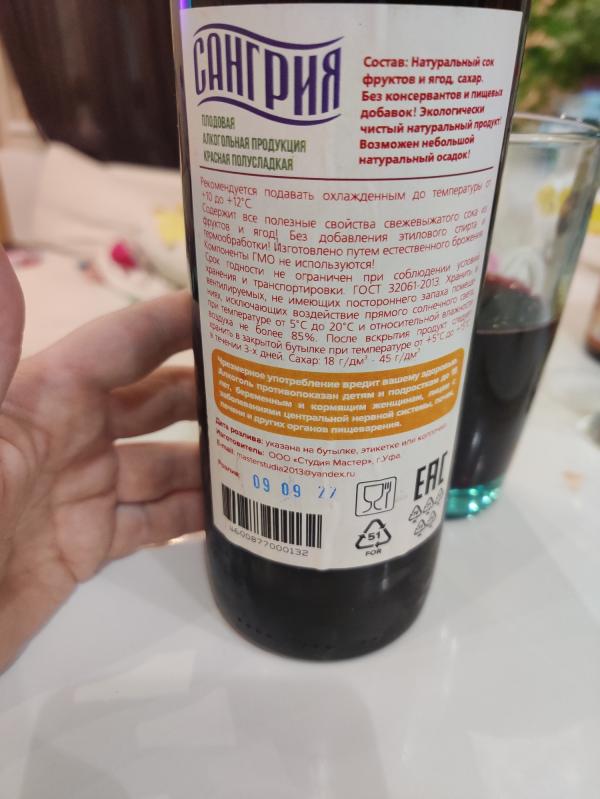 САНГРИЯ
ПЛОДОВАЯ
АЛКОГОЛЬНАЯ ПРОДУКЦИЯ
КРАСНАЯ ПОЛУСЛАДКАЯ
Состав: Натуральный сок
фруктов и ягод, сахар.
Без консервантов и пищевых
добавок! Экологически
чистый натуральный продукт!
Возможен небольшой
натуральный осадок!
Рекомендуется подавать охлажденным до температуры от
+10 до +12°С.
Содержит все полезные свойства свежевыжатого сока из
фруктов и ягод! Без добавления этилового спирта и
термообработки! Изготовлено путем естественного брожения.
Компоненты ГМО не используются!
Срок годности не ограничен при соблюдении условий
хранения и транспортировки. ГОСТ 32061-2013. Хранить в
вентилируемых, не имеющих постороннего запаха помеще-
ниях, исключающих воздействие прямого солнечного света,
при температуре от 5°С до 20°С и относительной влажности
воздуха не более 85%. После вскрытия продукт следует
хранить в закрытой бутылке при температуре от +5°С до
в течении 3-х дней. Сахар: 18 г/дм³ - 45 г/дм³
Чрезмерное употребление вредит вашему здоровью.
Алкоголь противопоказан детям и подросткам до 18
лет, беременным и кормящим женщинам, лицам с
заболеваниями центральной нервной системы, почек,
печени и других органов пищеварения.
Дата розлива: указана на бутылке, этикетке или колпачке
Изготовитель: ООО «Студия Мастер», г.Уфа.
E-mail: masterstudia2013@yandex.ru
Розлив: 09 09 22
EAC
4600877000132
51
FOR